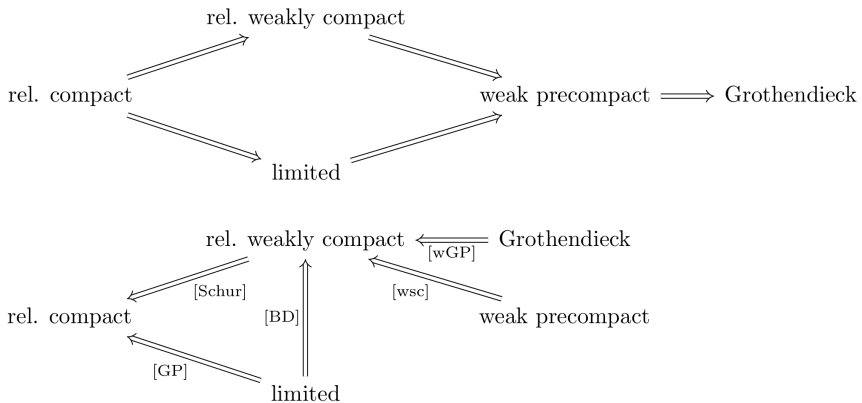 rel. weakly compact
rel. compact
weak precompact
Grothendieck
limited
rel. weakly compact
Grothendieck
[wGP]
[Schur]
[wsc]
rel. compact
[BD]
weak precompact
[GP]
limited